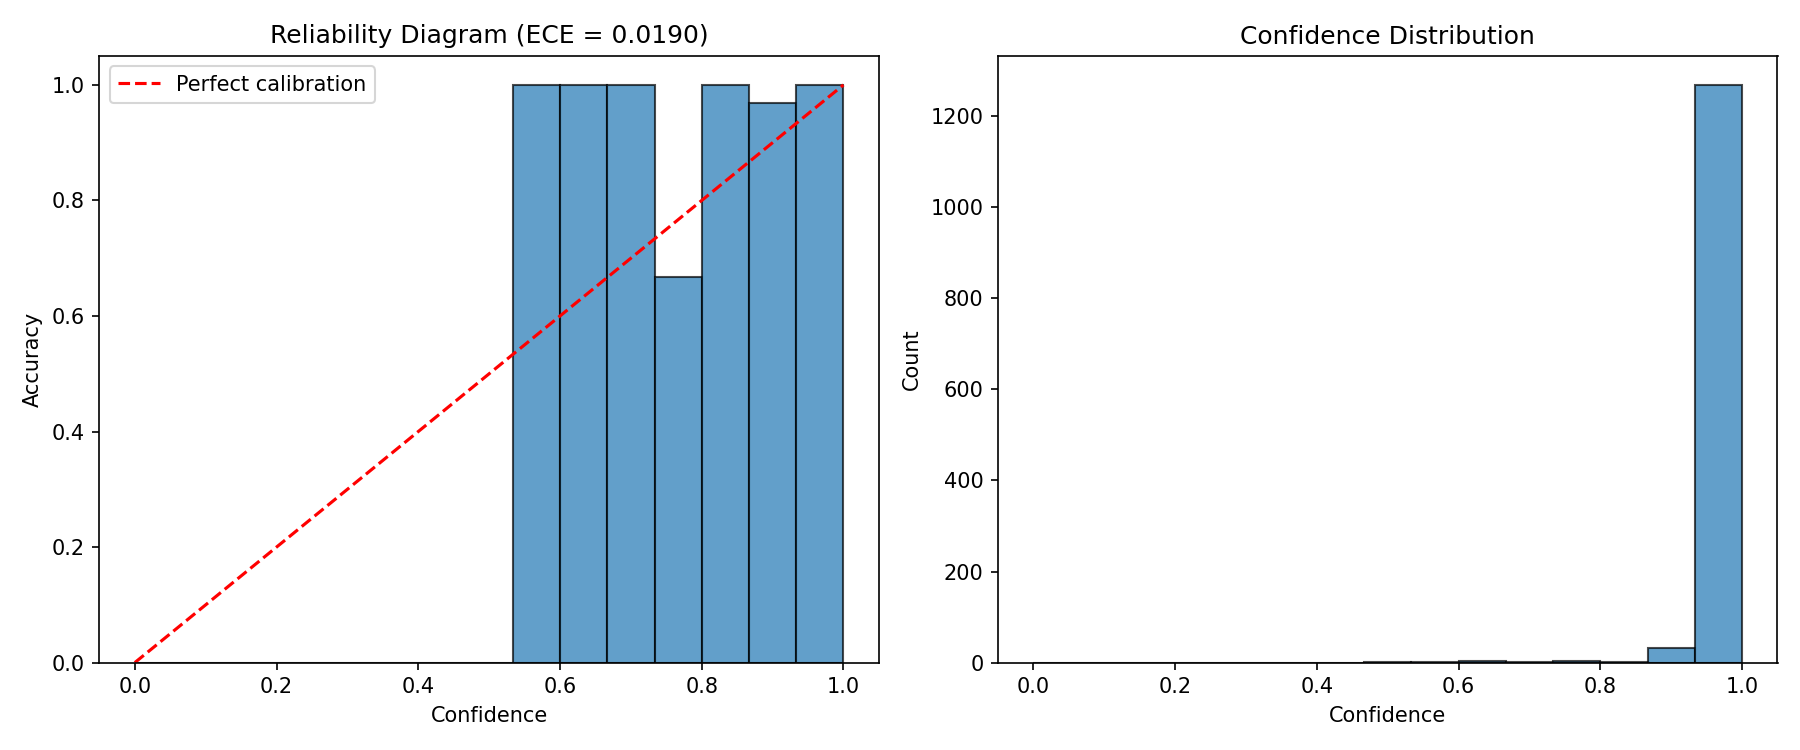 Reliability Diagram (ECE = 0.0190)
Perfect calibration
1.0
0.8
0.6
0.4
0.2
0.0
Accuracy
0.0 0.2 0.4 0.6 0.8 1.0
Confidence
Confidence Distribution
1200
1000
800
600
400
200
0
Count
0.0 0.2 0.4 0.6 0.8 1.0
Confidence